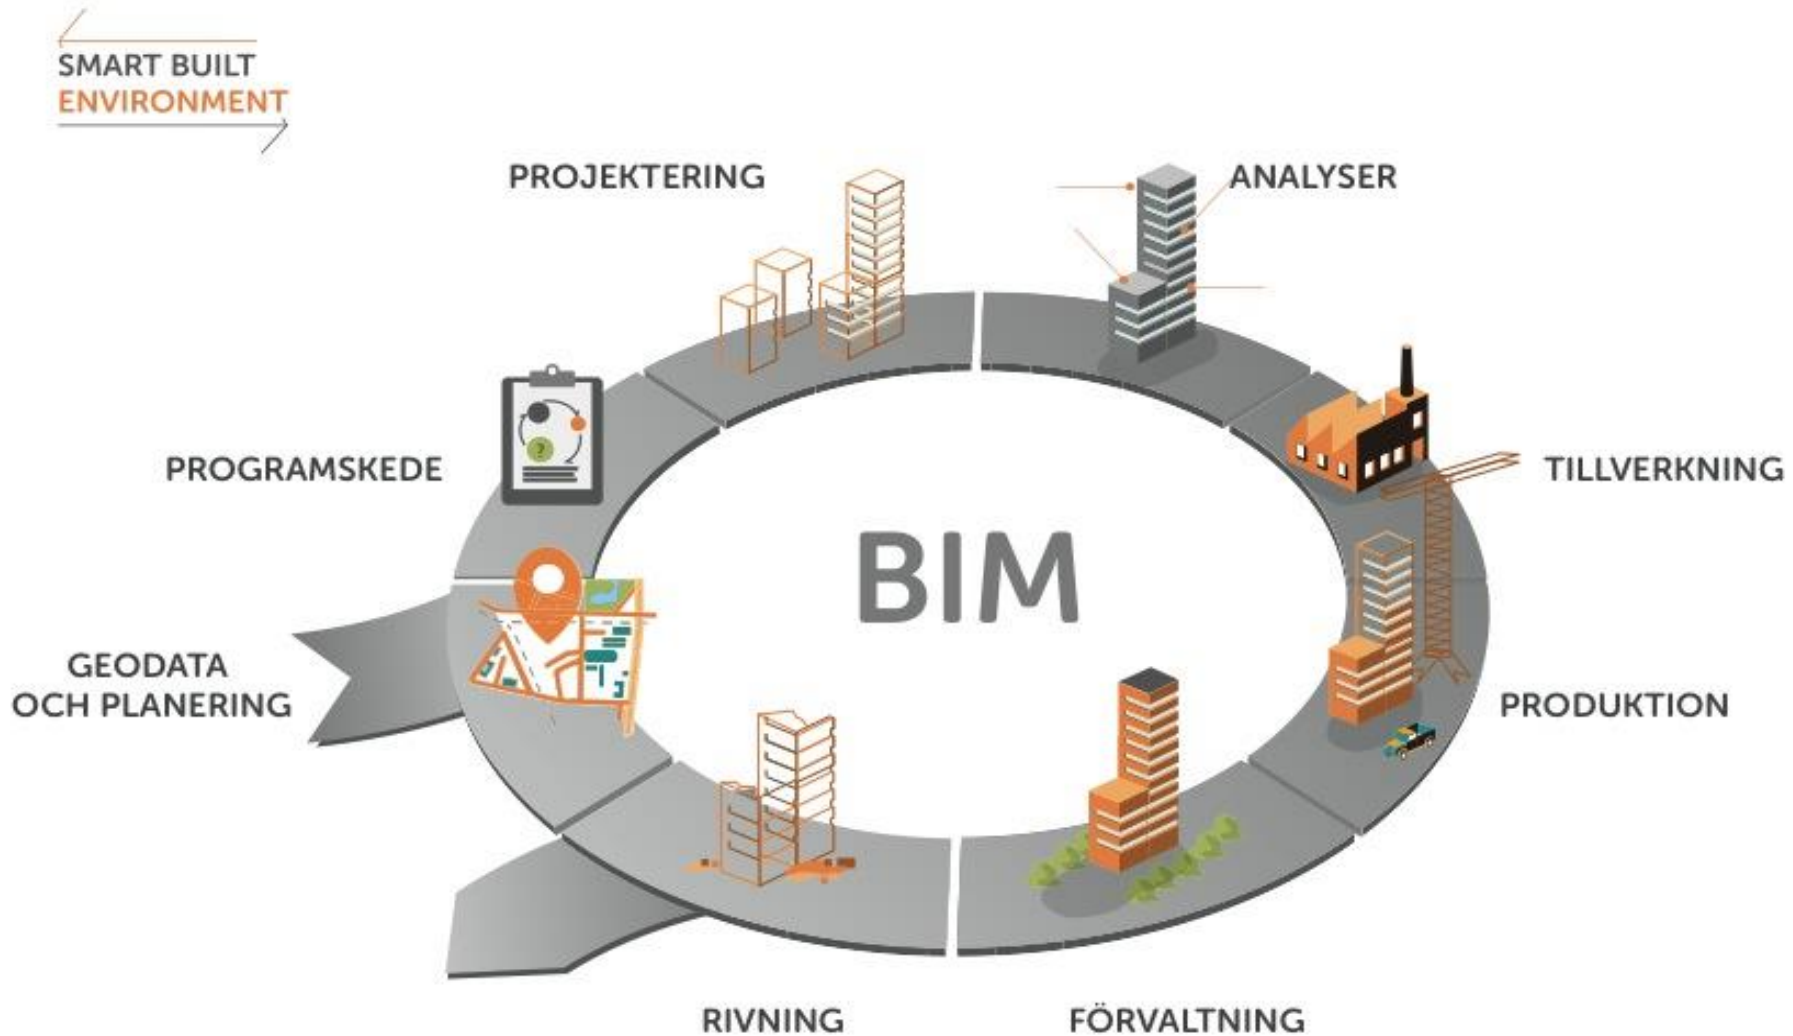 SMART BUILT
ENVIRONMENT
PROJEKTERING
ANALYSER
PROGRAMSKEDE
TILLVERKNING
BIM
GEODATA
OCH PLANERING
PRODUKTION
RIVNING
FÖRVALTNING
?